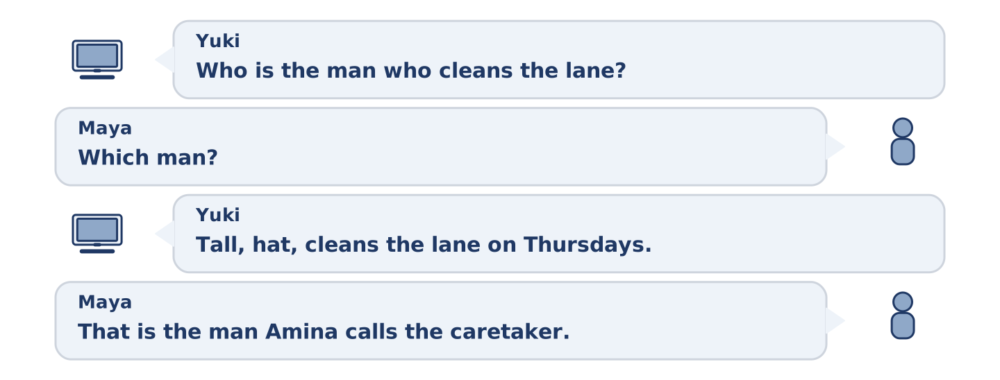 Yuki
Who is the man who cleans the lane?
Maya
Which man?
Yuki
Tall, hat, cleans the lane on Thursdays.
Maya
That is the man Amina calls the caretaker.